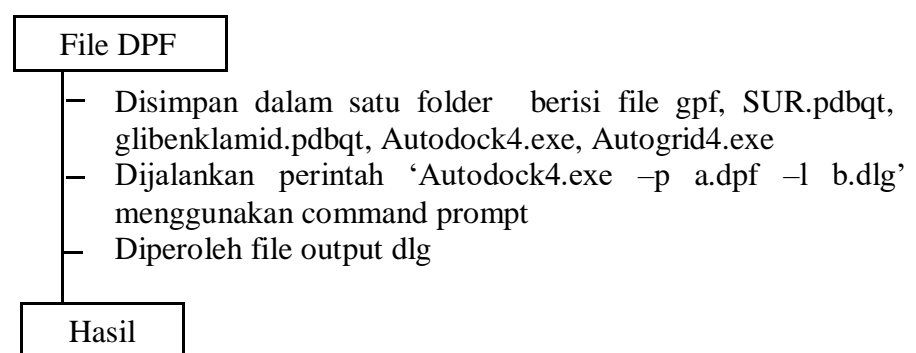 File DPF
Disimpan dalam satu folder berisi file gpf, SUR.pdbqt,
glibenklamid.pdbqt, Autodock4.exe, Autogrid4.exe
Dijalankan perintah ‘Autodock4.exe –p a.dpf –l b.dlg’
menggunakan command prompt
Diperoleh file output dlg
Hasil